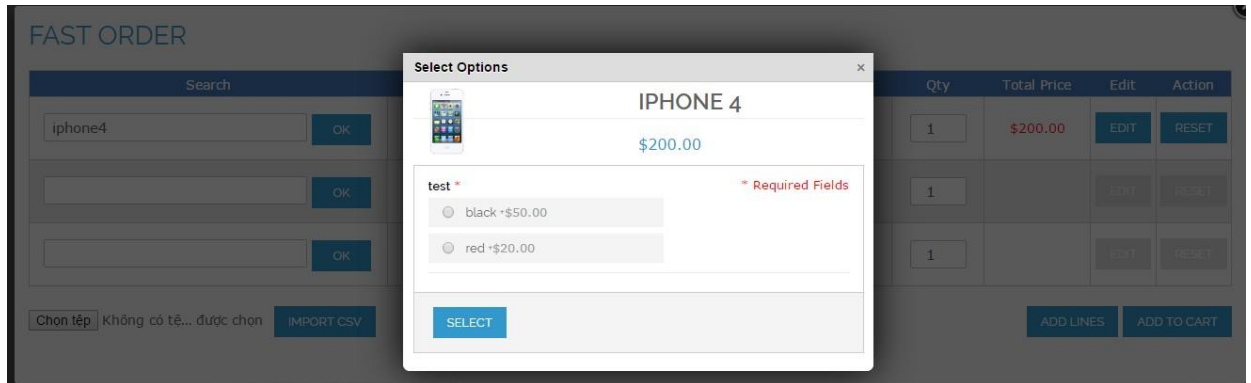 FAST ORDER
Select Options ×
Search Qty Total Price Edit Action
IPHONE 4
iphone4 OK 1 $200.00 EDIT RESET
$200.00
test * * Required Fields
OK 1 EDIT RESET
black +$50.00
red +$20.00
OK 1 EDIT RESET
Chọn tệp Không có tệ... được chọn IMPORT CSV SELECT ADD LINES ADD TO CART